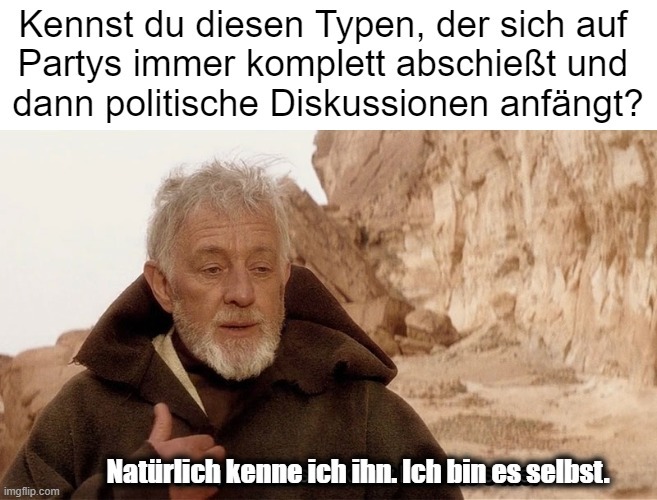 Kennst du diesen Typen, der sich auf
Partys immer komplett abschießt und
dann politische Diskussionen anfängt?
Natürlich kenne ich ihn. Ich bin es selbst.
imgflip.com